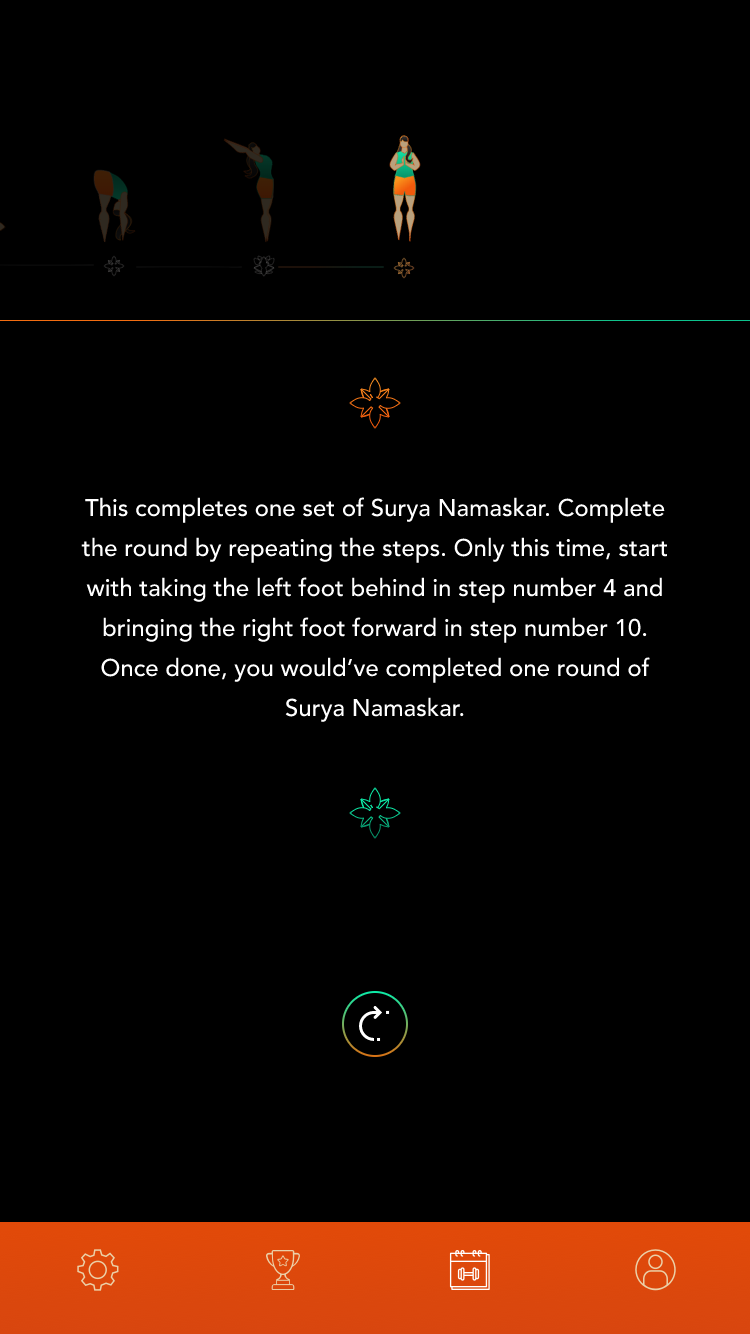 This completes one set of Surya Namaskar. Complete
the round by repeating the steps. Only this time, start
with taking the left foot behind in step number 4 and
bringing the right foot forward in step number 10.
Once done, you would’ve completed one round of
Surya Namaskar.